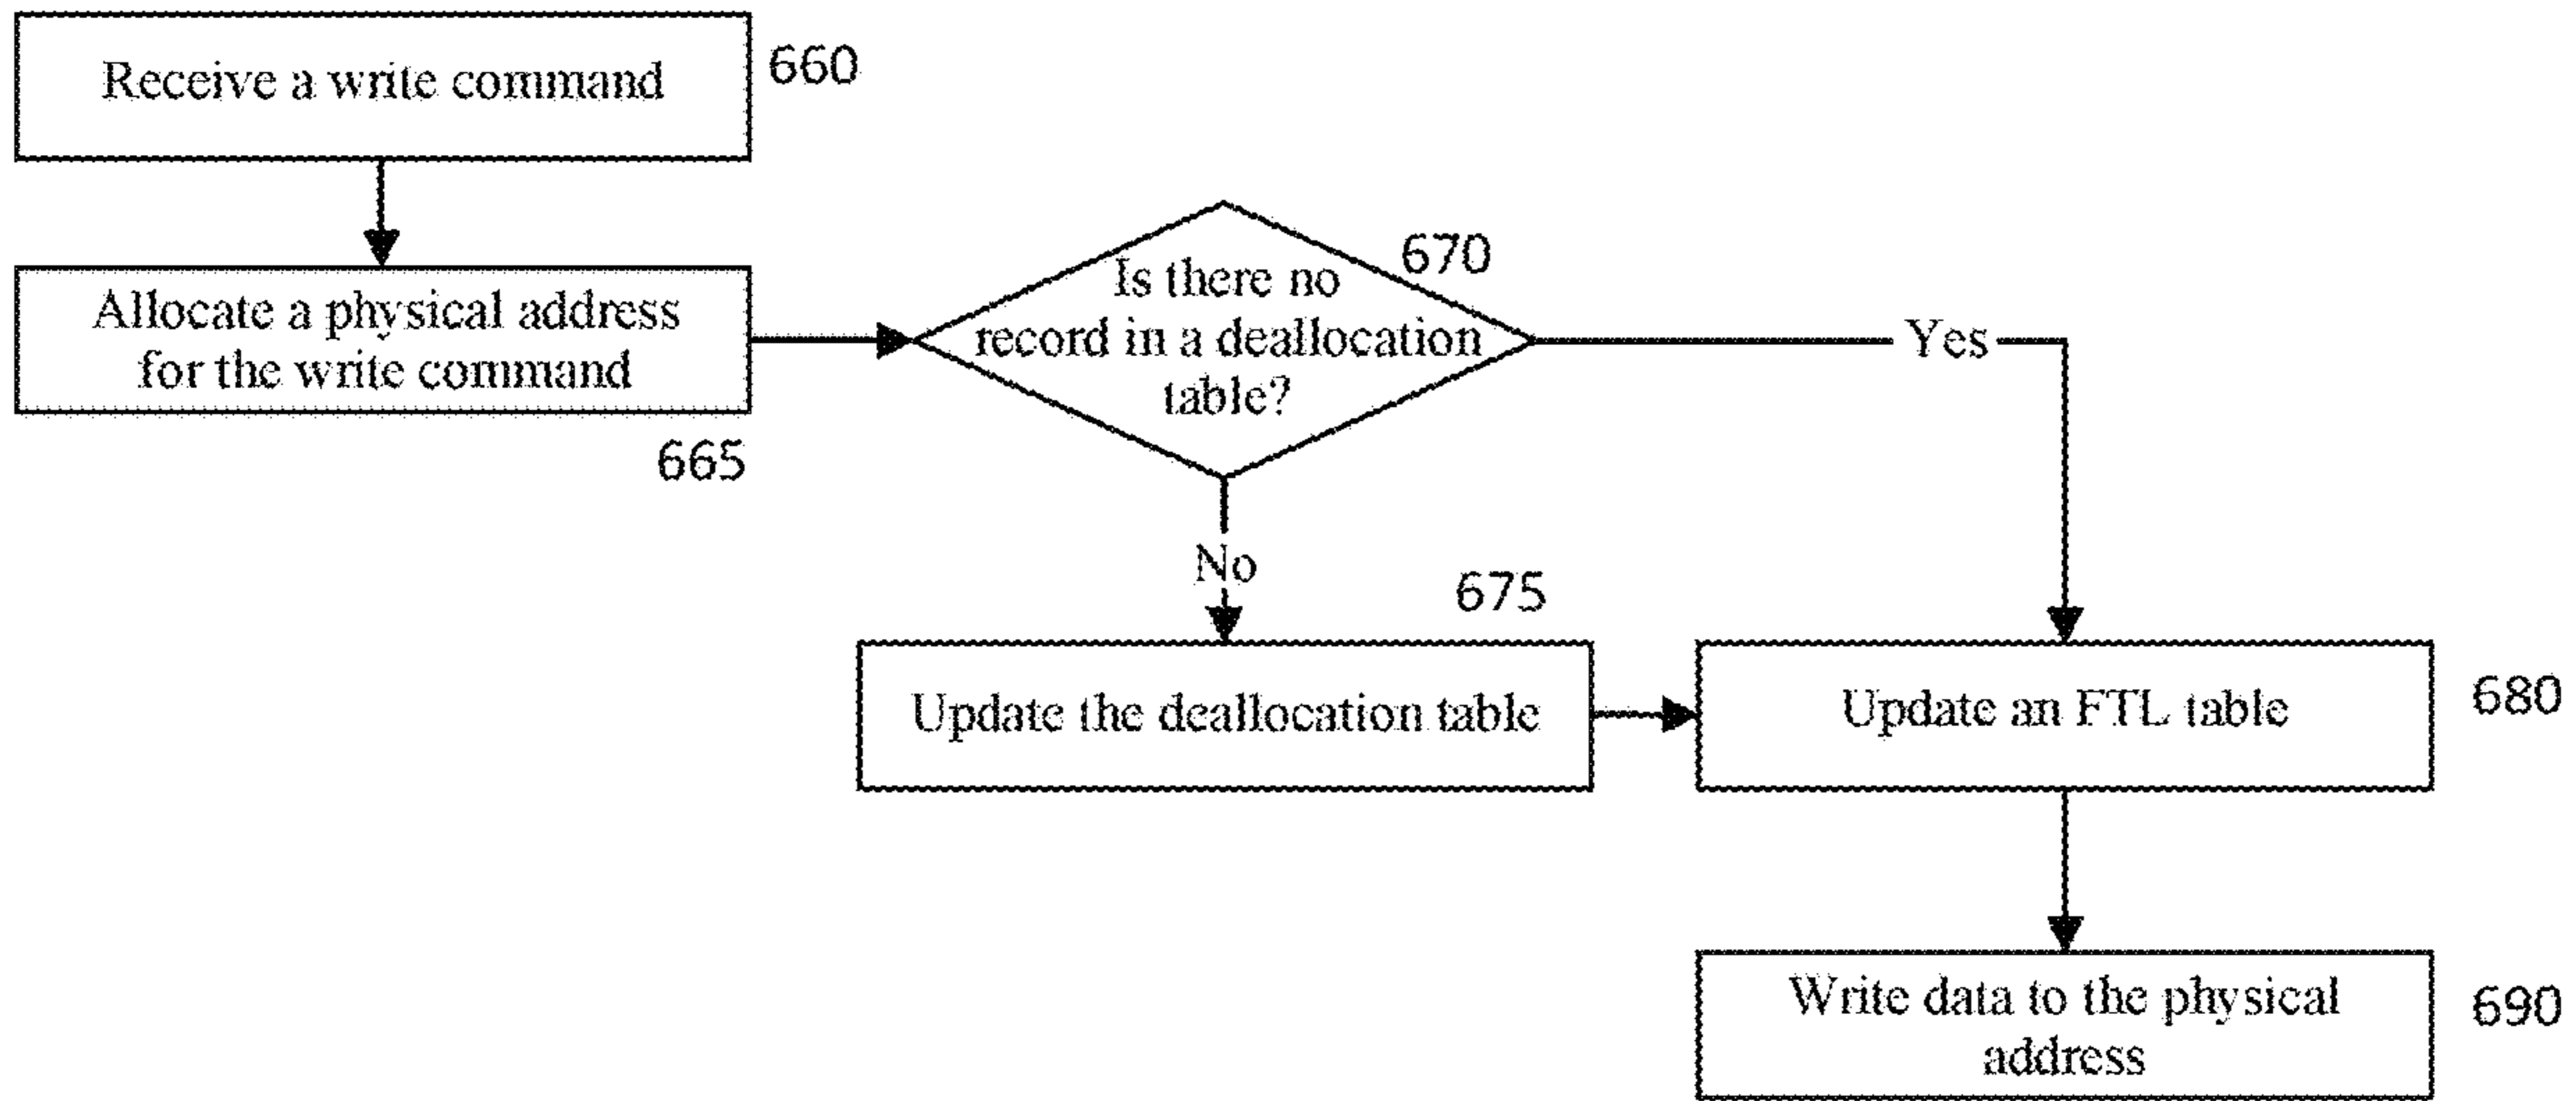 Receive a write command
660
Allocate a physical address
for the write command
665
670
Is there no
record in a deallocation
table?
Yes
No
675
Update the deallocation table
Update an FTL table
680
Write data to the physical
address
690